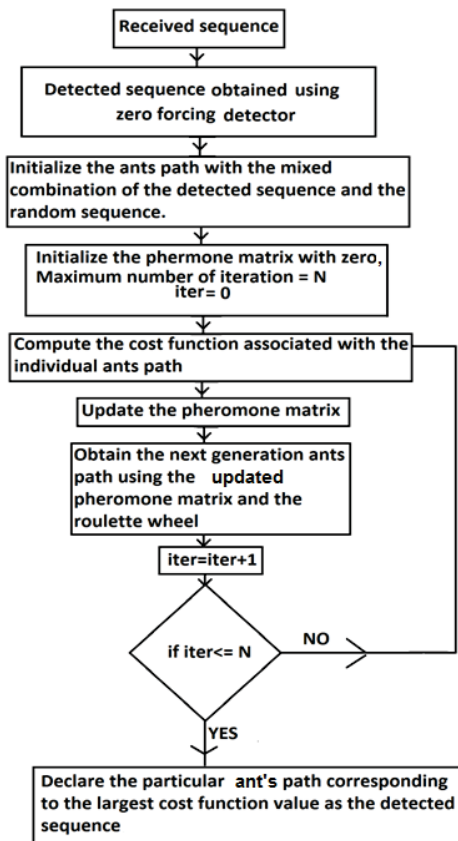 Received sequence
Detected sequence obtained using
zero forcing detector
Initialize the ants path with the mixed
combination of the detected sequence and the
random sequence.
Initialize the phermone matrix with zero,
Maximum number of iteration = N
iter= 0
Compute the cost function associated with the
individual ants path
Update the pheromone matrix
Obtain the next generation ants
path using the updated
pheromone matrix and the
roulette wheel
iter=iter+1
if iter<= N
NO
YES
Declare the particular ant's path corresponding
to the largest cost function value as the detected
sequence